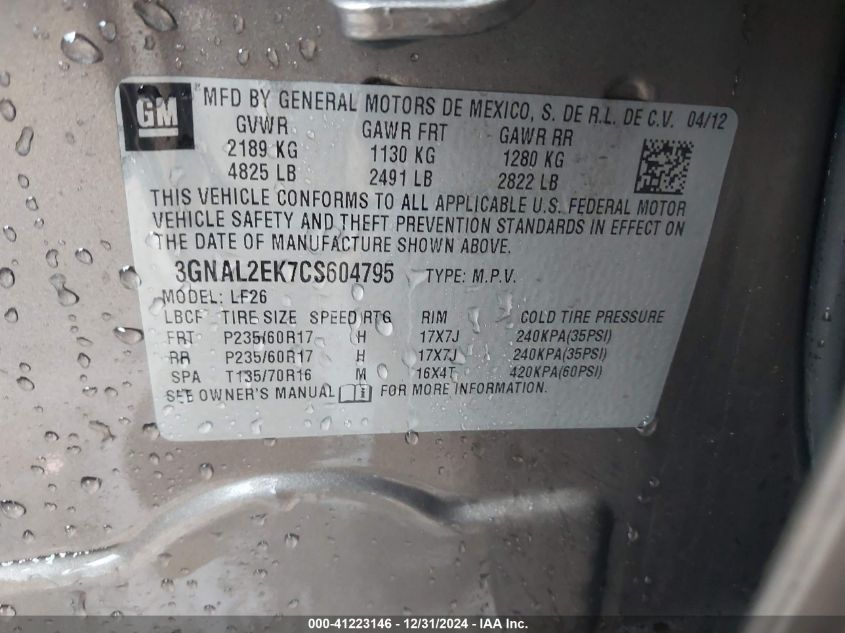 GM MFD BY GENERAL MOTORS DE MEXICO, S. DE R.L. DE C.V. 04/12
GVWR GAWR FRT GAWR RR
2189 KG 1130 KG 1280 KG
4825 LB 2491 LB 2822 LB
THIS VEHICLE CONFORMS TO ALL APPLICABLE U.S. FEDERAL MOTOR
VEHICLE SAFETY AND THEFT PREVENTION STANDARDS IN EFFECT ON
THE DATE OF MANUFACTURE SHOWN ABOVE.
3GNAL2EK7CS604795 TYPE: M.P.V.
MODEL: LF26
LBCF TIRE SIZE SPEED RTG RIM COLD TIRE PRESSURE
FRT P235/60R17 H 17X7J 240KPA(35PSI)
RR P235/60R17 H 17X7J 240KPA(35PSI)
SPA T135/70R16 M 16X4T 420KPA(60PSI)
SEE OWNER'S MANUAL FOR MORE INFORMATION.
000-41223146 - 12/31/2024 - IAA Inc.